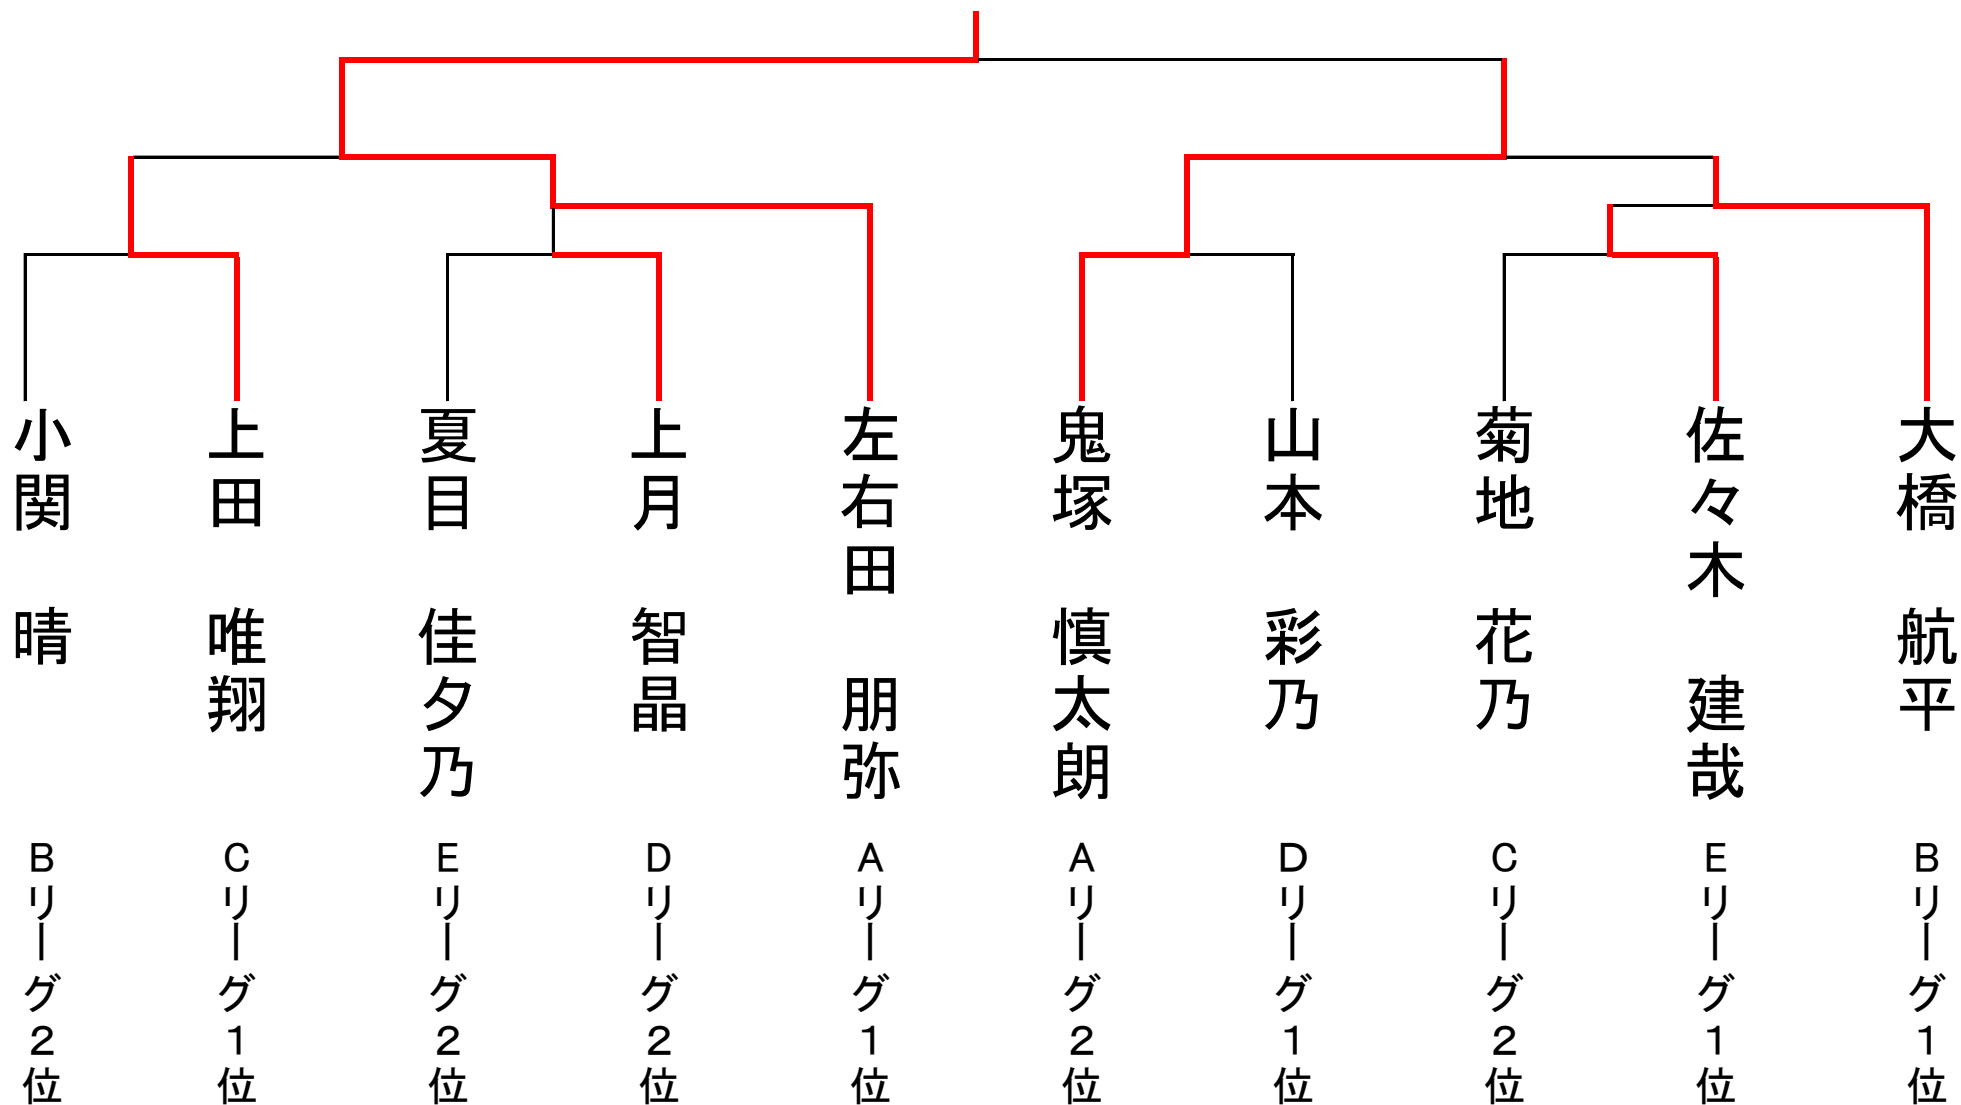 小関　晴
Bリーグ2位
上田　唯翔
Cリーグ1位
夏目　佳夕乃
Eリーグ2位
上月　智晶
Dリーグ2位
左右田　朋弥
Aリーグ1位
鬼塚　慎太朗
Aリーグ2位
山本　彩乃
Dリーグ1位
菊地　花乃
Cリーグ2位
佐々木　建哉
Eリーグ1位
大橋　航平
Bリーグ1位